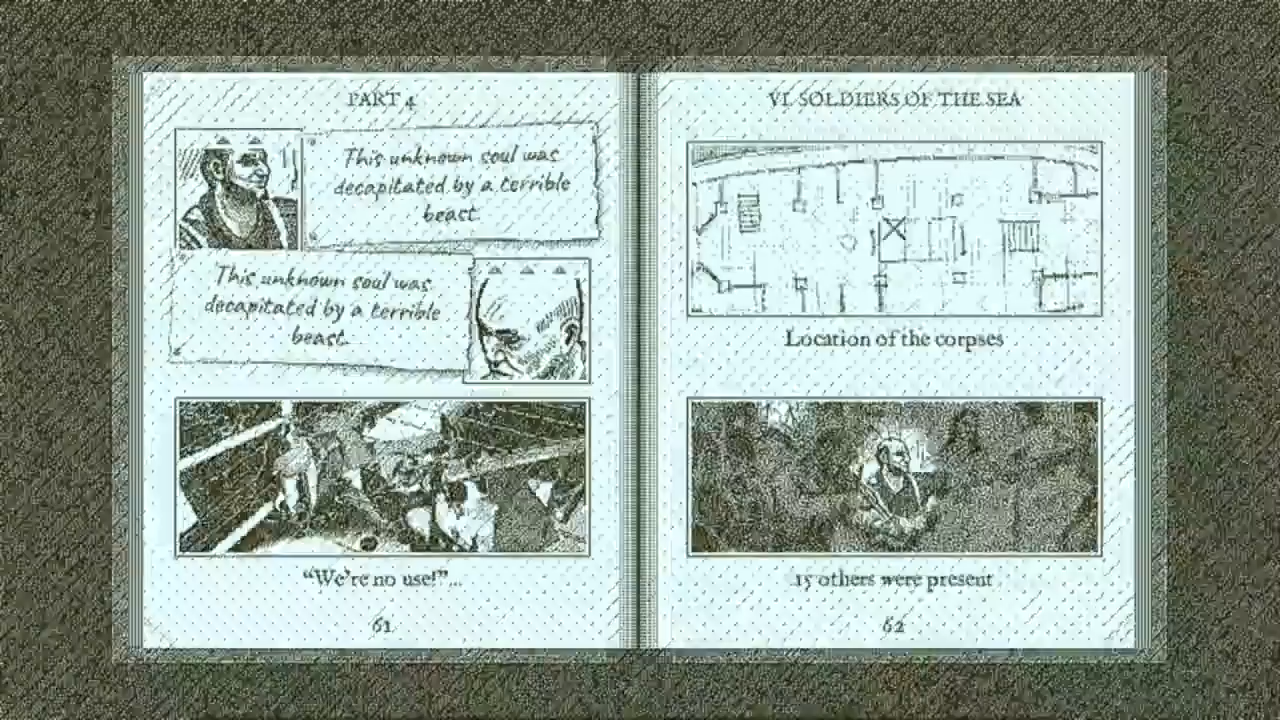 PART 4
This unknown soul was
decapitated by a terrible
beast.
This unknown soul was
decapitated by a terrible
beast.
"We're no use!"...
61
VI. SOLDIERS OF THE SEA
Location of the corpses
15 others were present
62